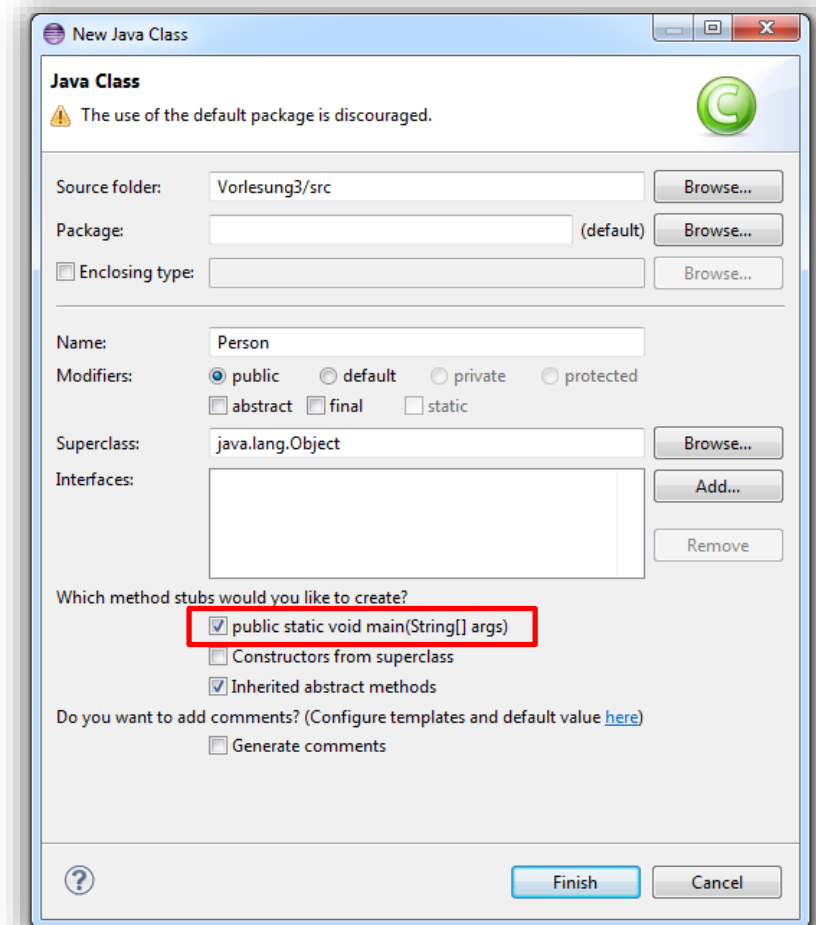 New Java Class
Java Class
The use of the default package is discouraged.
Source folder: Vorlesung3/src Browse...
Package: (default) Browse...
Enclosing type: Browse...
Name: Person
Modifiers: public default private protected
abstract final static
Superclass: java.lang.Object Browse...
Interfaces: Add...
Remove
Which method stubs would you like to create?
public static void main(String[] args)
Constructors from superclass
Inherited abstract methods
Do you want to add comments? (Configure templates and default value here)
Generate comments
? Finish Cancel